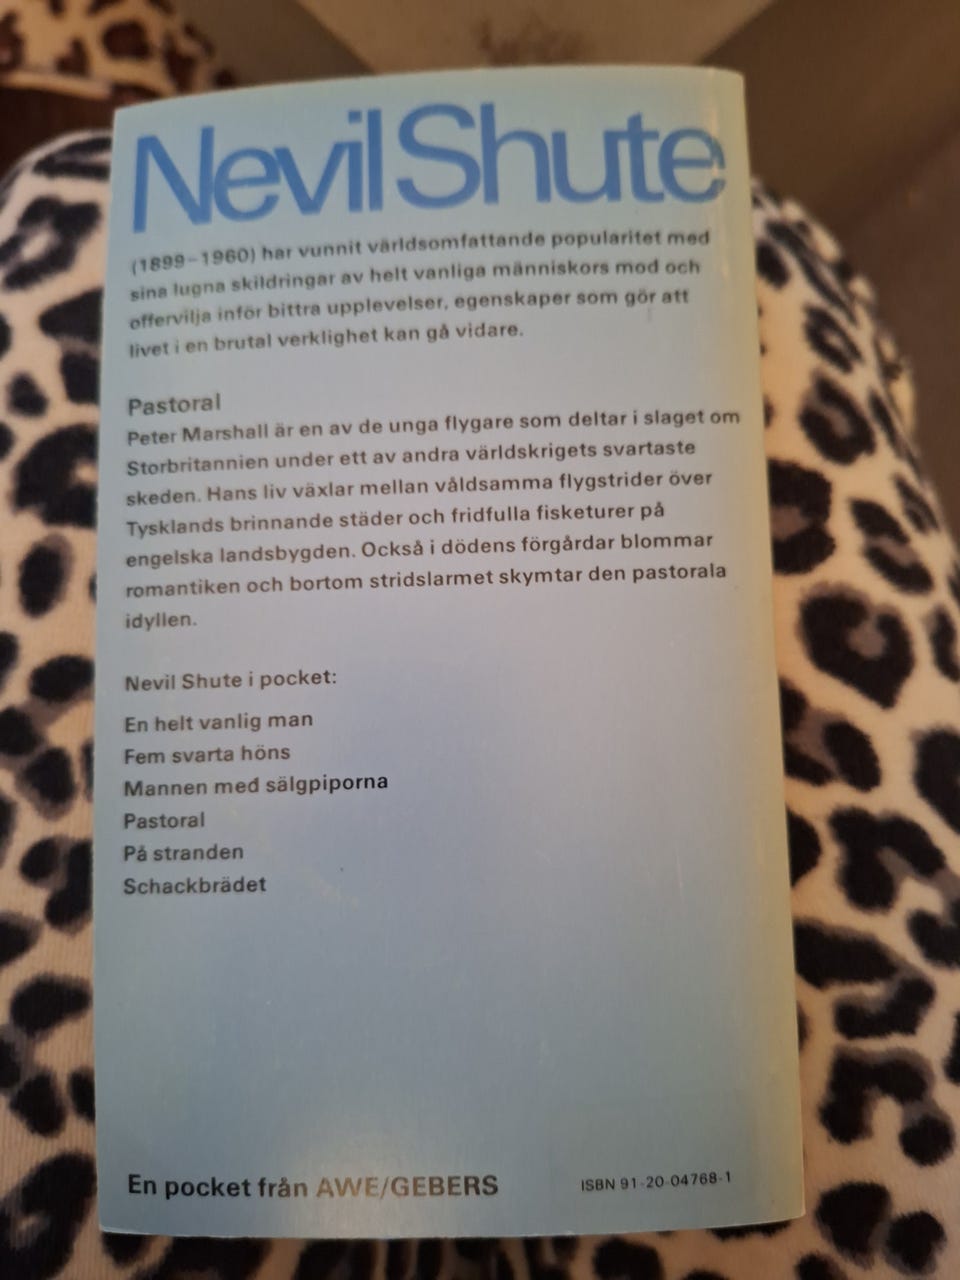 Nevil Shute
(1899–1960) har vunnit världsomfattande popularitet med
sina lugna skildringar av helt vanliga människors mod och
offervilja inför bittra upplevelser, egenskaper som gör att
livet i en brutal verklighet kan gå vidare.
Pastoral
Peter Marshall är en av de unga flygare som deltar i slaget om
Storbritannien under ett av andra världskrigets svartaste
skeden. Hans liv växlar mellan våldsamma flygstrider över
Tysklands brinnande städer och fridfulla fisketurer på
engelska landsbygden. Också i dödens förgårdar blommar
romantiken och bortom stridslarmet skymtar den pastorala
idyllen.
Nevil Shute i pocket:
En helt vanlig man
Fem svarta höns
Mannen med sälgpiporna
Pastoral
På stranden
Schackbrädet
En pocket från AWE/GEBERS
ISBN 91-20-04768-1